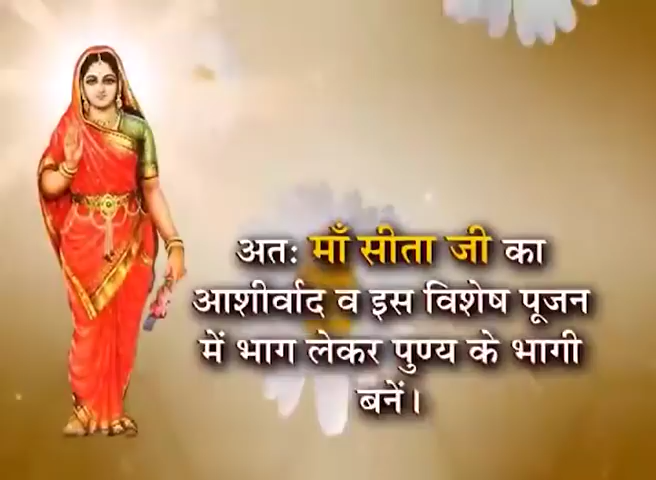 अतः माँ सीता जी का
आशीर्वाद व इस विशेष पूजन
में भाग लेकर पुण्य के भागी
बनें।